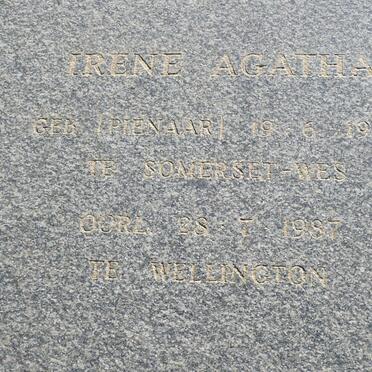 IRENE AGATHA
GEB. [PIENAAR] 19-6-19
TE SOMERSET-WES
OORL. 28-7-1987
TE WELLINGTON